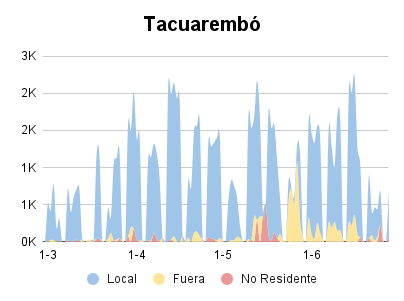 Tacuarembó
3K
2K
2K
1K
1K
0K
1-3 1-4 1-5 1-6
Local Fuera No Residente